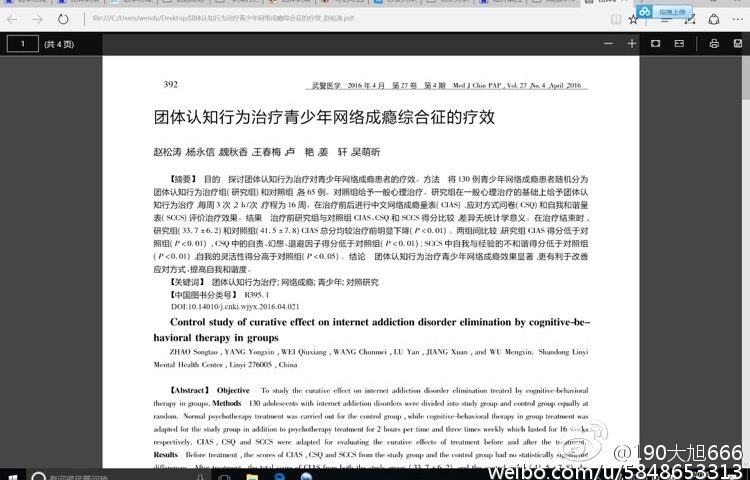 file:///C:/Users/wendy/Desktop/团体认知行为治疗青少年网络成瘾综合征的疗效_赵松涛.pdf
拖拽上传
1 (共 4 页)
392 武警医学 2016 年 4 月 第 27 卷 第 4 期 Med J Chin PAP, Vol. 27, No. 4, April, 2016
团体认知行为治疗青少年网络成瘾综合征的疗效
赵松涛,杨永信,魏秋香,王春梅,卢 艳,姜 轩,吴萌昕
【摘要】 目的 探讨团体认知行为治疗对青少年网络成瘾患者的疗效。方法 将 130 例青少年网络成瘾患者随机分为
团体认知行为治疗组(研究组)和对照组,各 65 例。对照组给予一般心理治疗。研究组在一般心理治疗的基础上给予团体认
知行为治疗,每周 3 次,2 h/次,疗程为 16 周。在治疗前后进行中文网络成瘾量表(CIAS)、应对方式问卷(CSQ)和自我和谐量
表(SCCS)评价治疗效果。结果 治疗前研究组与对照组 CIAS、CSQ 和 SCCS 得分比较,差异无统计学意义。在治疗结束时,
研究组(33.7±6.2)和对照组(41.5±7.8)CIAS 总分均较治疗前明显下降(P<0.01)。两组间比较,研究组 CIAS 得分低于对
照组(P<0.01),CSQ 中的自责、幻想、退避因子得分低于对照组(P<0.01);SCCS 中自我与经验的不和谐得分低于对照组
(P<0.01),自我的灵活性得分高于对照组(P<0.05)。结论 团体认知行为治疗青少年网络成瘾疗效显著,更有利于改善
应对方式、提高自我和谐度。
【关键词】 团体认知行为治疗;网络成瘾;青少年;对照研究
【中国图书分类号】 R395.1
DOI:10.14010/j.cnki.wjyx.2016.04.021
Control study of curative effect on internet addiction disorder elimination by cognitive-be-
havioral therapy in groups
ZHAO Songtao, YANG Yongxin, WEI Qiuxiang, WANG Chunmei, LU Yan, JIANG Xuan, and WU Mengxin. Shandong Linyi
Mental Health Center, Linyi 276005, China
【Abstract】 Objective To study the curative effect on internet addiction disorder elimination treated by cognitive-behavioral
therapy in groups. Methods 130 adolescents with internet addiction disorders were divided into study group and control group equally at
random. Normal psychotherapy treatment was carried out for the control group, while cognitive-behavioral therapy in group treatment was
adapted for the study group in addition to psychotherapy treatment for 2 hours per time and three times weekly which lasted for 16 weeks
respectively. CIAS, CSQ and SCCS were adapted for evaluating the curative effects of treatment before and after the treatment.
Results Before treatment, the scores of CIAS, CSQ and SCCS from the study group and the control group had no statistically significant
@190大旭666
weibo.com/u/5848653313